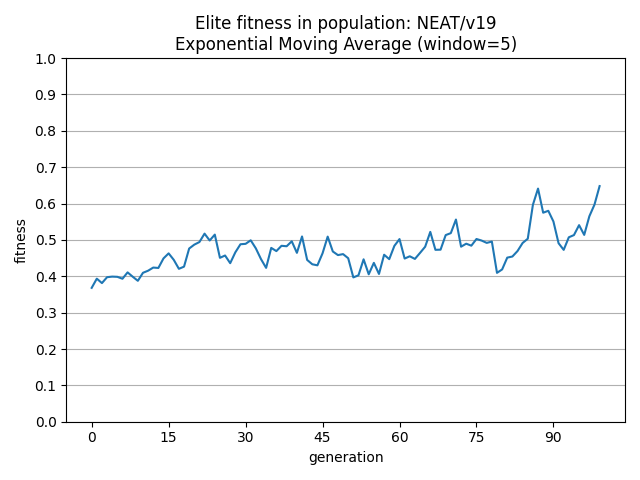 Elite fitness in population: NEAT/v19
Exponential Moving Average (window=5)
1.0
0.9
0.8
0.7
0.6
0.5
0.4
0.3
0.2
0.1
0.0
fitness
0 15 30 45 60 75 90
generation